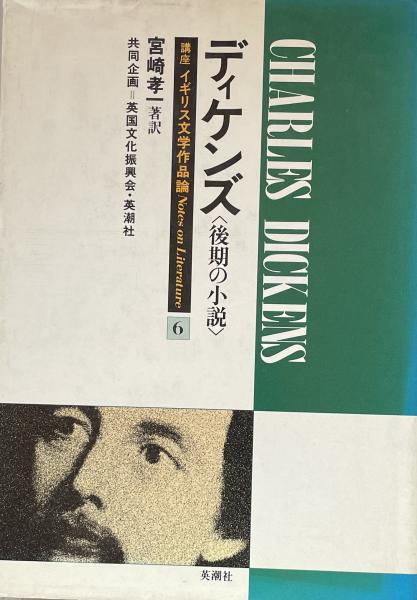 CHARLES DICKENS
ディケンズ〈後期の小説〉
講座 イギリス文学作品論 Notes on Literature 6
宮崎孝一 著訳
共同企画=英国文化振興会・英潮社
英潮社